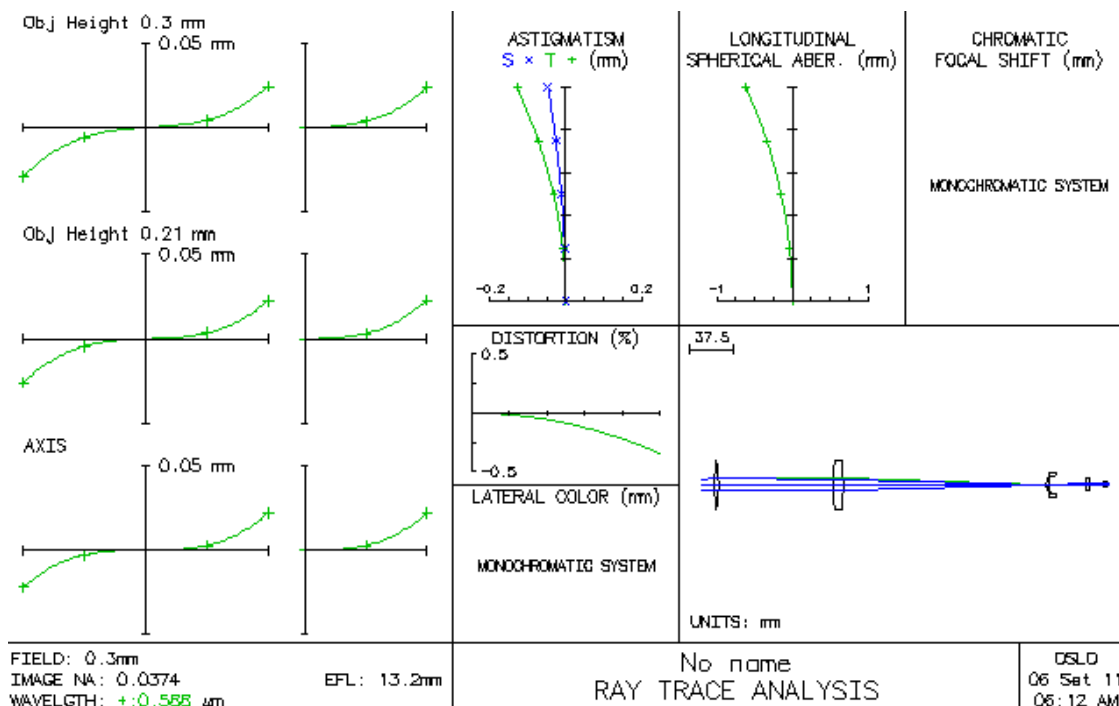 Obj Height 0.3 mm
0.05 mm
Obj Height 0.21 mm
0.05 mm
AXIS
0.05 mm
ASTIGMATISM
S × T + (mm)
-0.2 0.2
LONGITUDINAL
SPHERICAL ABER. (mm)
-1 1
CHROMATIC
FOCAL SHIFT (mm)
MONOCHROMATIC SYSTEM
DISTORTION (%)
0.5
-0.5
LATERAL COLOR (mm)
MONOCHROMATIC SYSTEM
37.5
UNITS: mm
FIELD: 0.3mm
IMAGE NA: 0.0374 EFL: 13.2mm
WAVELGTH: +:0.588 µm
No name
RAY TRACE ANALYSIS
OSLO
06 Set 11
06:12 AM